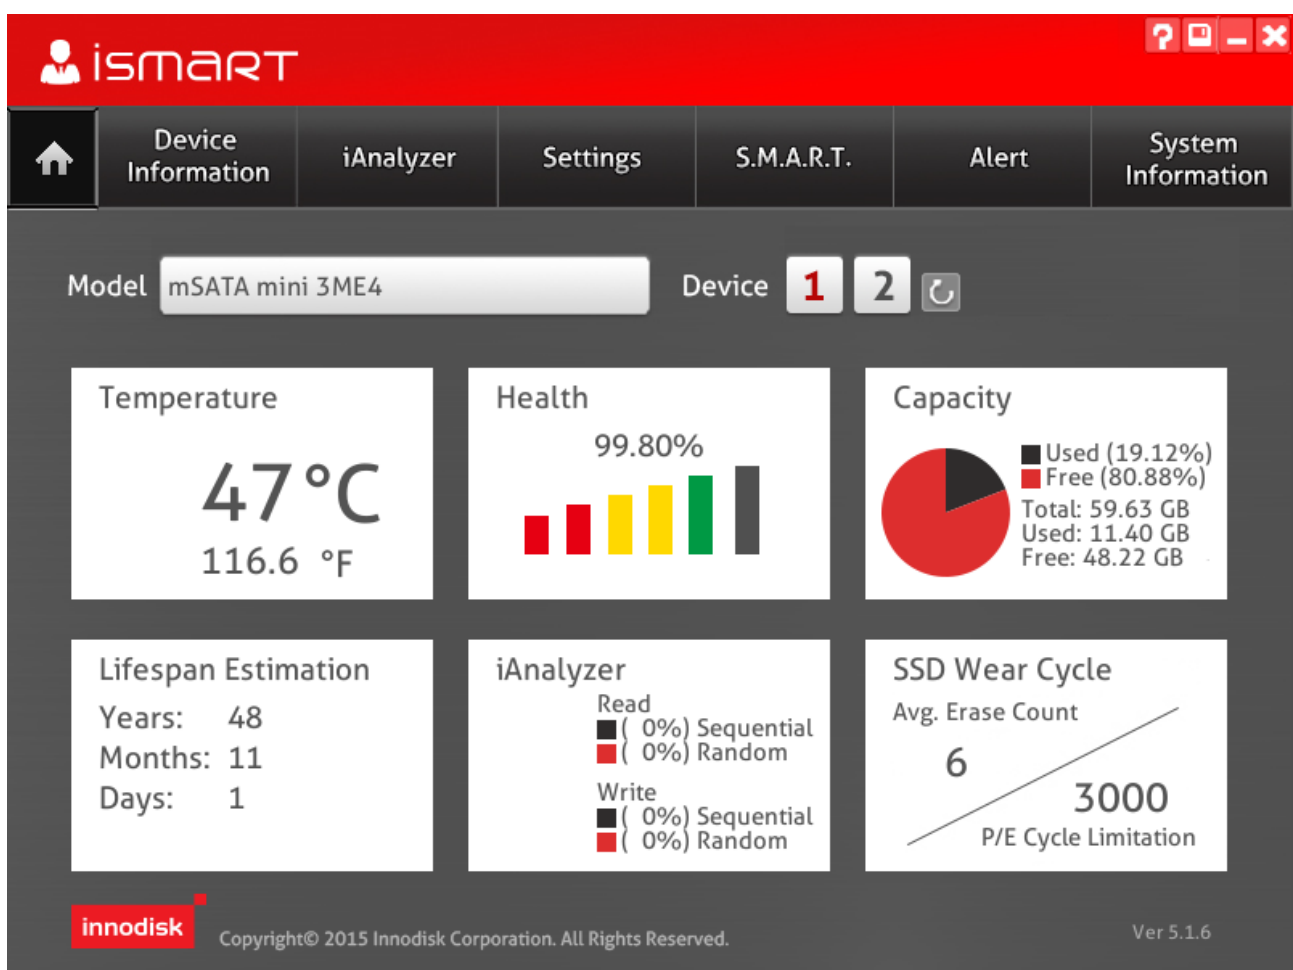 ismart
Device
Information
iAnalyzer
Settings
S.M.A.R.T.
Alert
System
Information
Model
mSATA mini 3ME4
Device
1
2
Temperature
47°C
116.6 °F
Health
99.80%
Capacity
Used (19.12%)
Free (80.88%)
Total: 59.63 GB
Used: 11.40 GB
Free: 48.22 GB
Lifespan Estimation
Years: 48
Months: 11
Days: 1
iAnalyzer
Read
( 0%) Sequential
( 0%) Random
Write
( 0%) Sequential
( 0%) Random
SSD Wear Cycle
Avg. Erase Count
6
3000
P/E Cycle Limitation
innodisk
Copyright© 2015 Innodisk Corporation. All Rights Reserved.
Ver 5.1.6